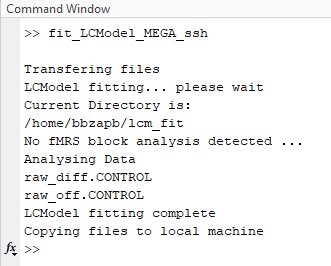 Command Window
>> fit_LCModel_MEGA_ssh
Transfering files
LCModel fitting... please wait
Current Directory is:
/home/bbzapb/lcm_fit
No fMRS block analysis detected ...
Analysing Data
raw_diff.CONTROL
raw_off.CONTROL
LCModel fitting complete
Copying files to local machine
fx >>